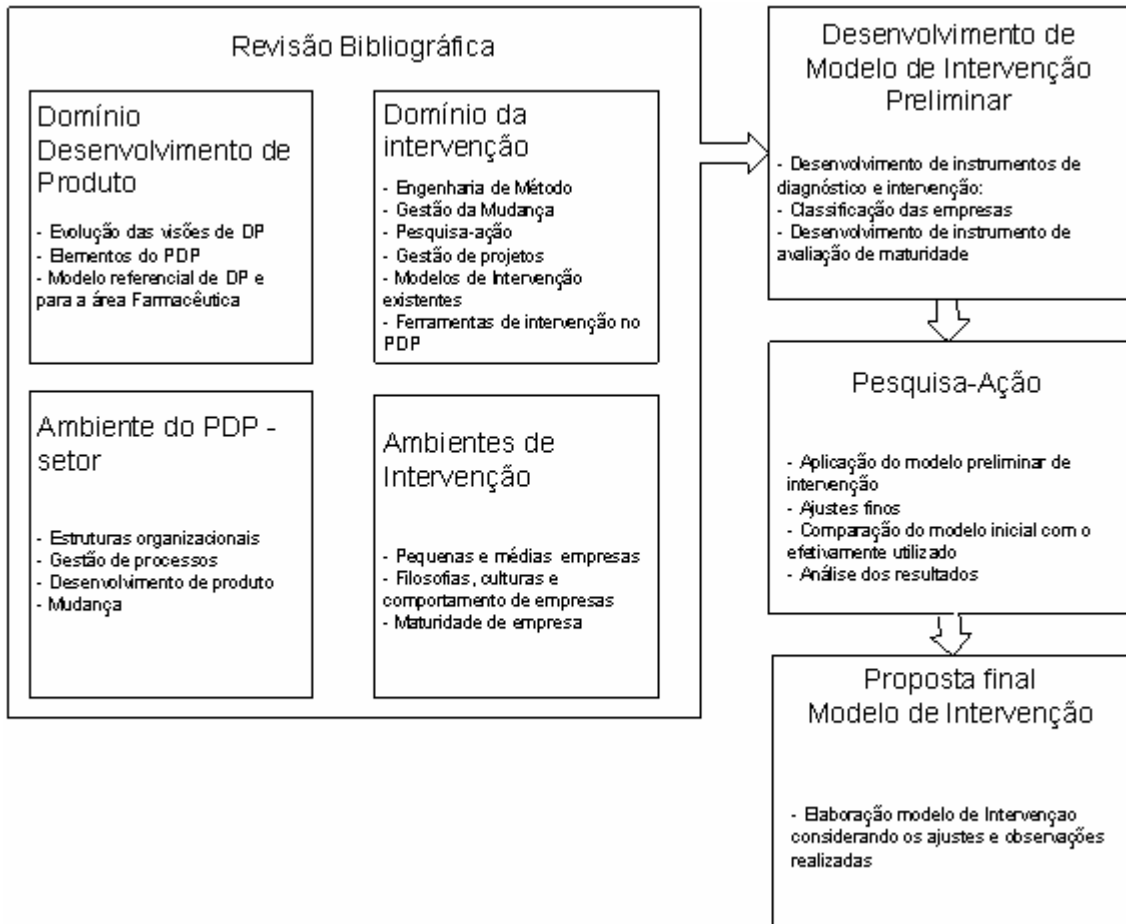 Revisão Bibliográfica
Domínio
Desenvolvimento de
Produto
- Evolução das visões de DP
- Elementos do PDP
- Modelo referencial de DP e
para a área Farmacêutica
Domínio da
intervenção
- Engenharia de Método
- Gestão da Mudança
- Pesquisa-ação
- Gestão de projetos
- Modelos de Intervenção
existentes
- Ferramentas de intervenção no
PDP
Ambiente do PDP -
setor
- Estruturas organizacionais
- Gestão de processos
- Desenvolvimento de produto
- Mudança
Ambientes de
Intervenção
- Pequenas e médias empresas
- Filosofias, culturas e
comportamento de empresas
- Maturidade de empresa
Desenvolvimento de
Modelo de Intervenção
Preliminar
- Desenvolvimento de instrumentos de
diagnóstico e intervenção:
- Classificação das empresas
- Desenvolvimento de instrumento de
avaliação de maturidade
Pesquisa-Ação
- Aplicação do modelo preliminar de
intervenção
- Ajustes finos
- Comparação do modelo inicial com o
efetivamente utilizado
- Análise dos resultados
Proposta final
Modelo de Intervenção
- Elaboração modelo de Intervençao
considerando os ajustes e observações
realizadas